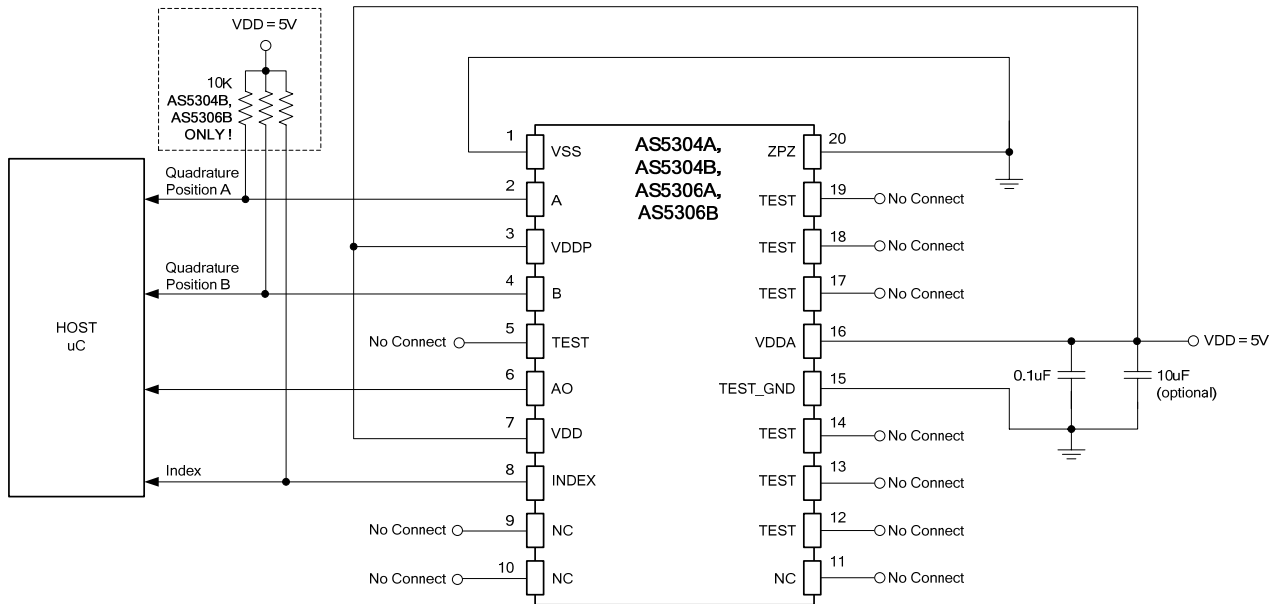 VDD = 5V
10K
AS5304B,
AS5306B
ONLY !
HOST
uC
Quadrature
Position A
Quadrature
Position B
Index
AS5304A,
AS5304B,
AS5306A,
AS5306B
1 VSS
2 A
3 VDDP
4 B
No Connect 5 TEST
6 AO
7 VDD
8 INDEX
No Connect 9 NC
No Connect 10 NC
ZPZ 20
TEST 19 No Connect
TEST 18 No Connect
TEST 17 No Connect
VDDA 16
VDD = 5V
0.1uF
10uF
(optional)
TEST_GND 15
TEST 14 No Connect
TEST 13 No Connect
TEST 12 No Connect
NC 11 No Connect